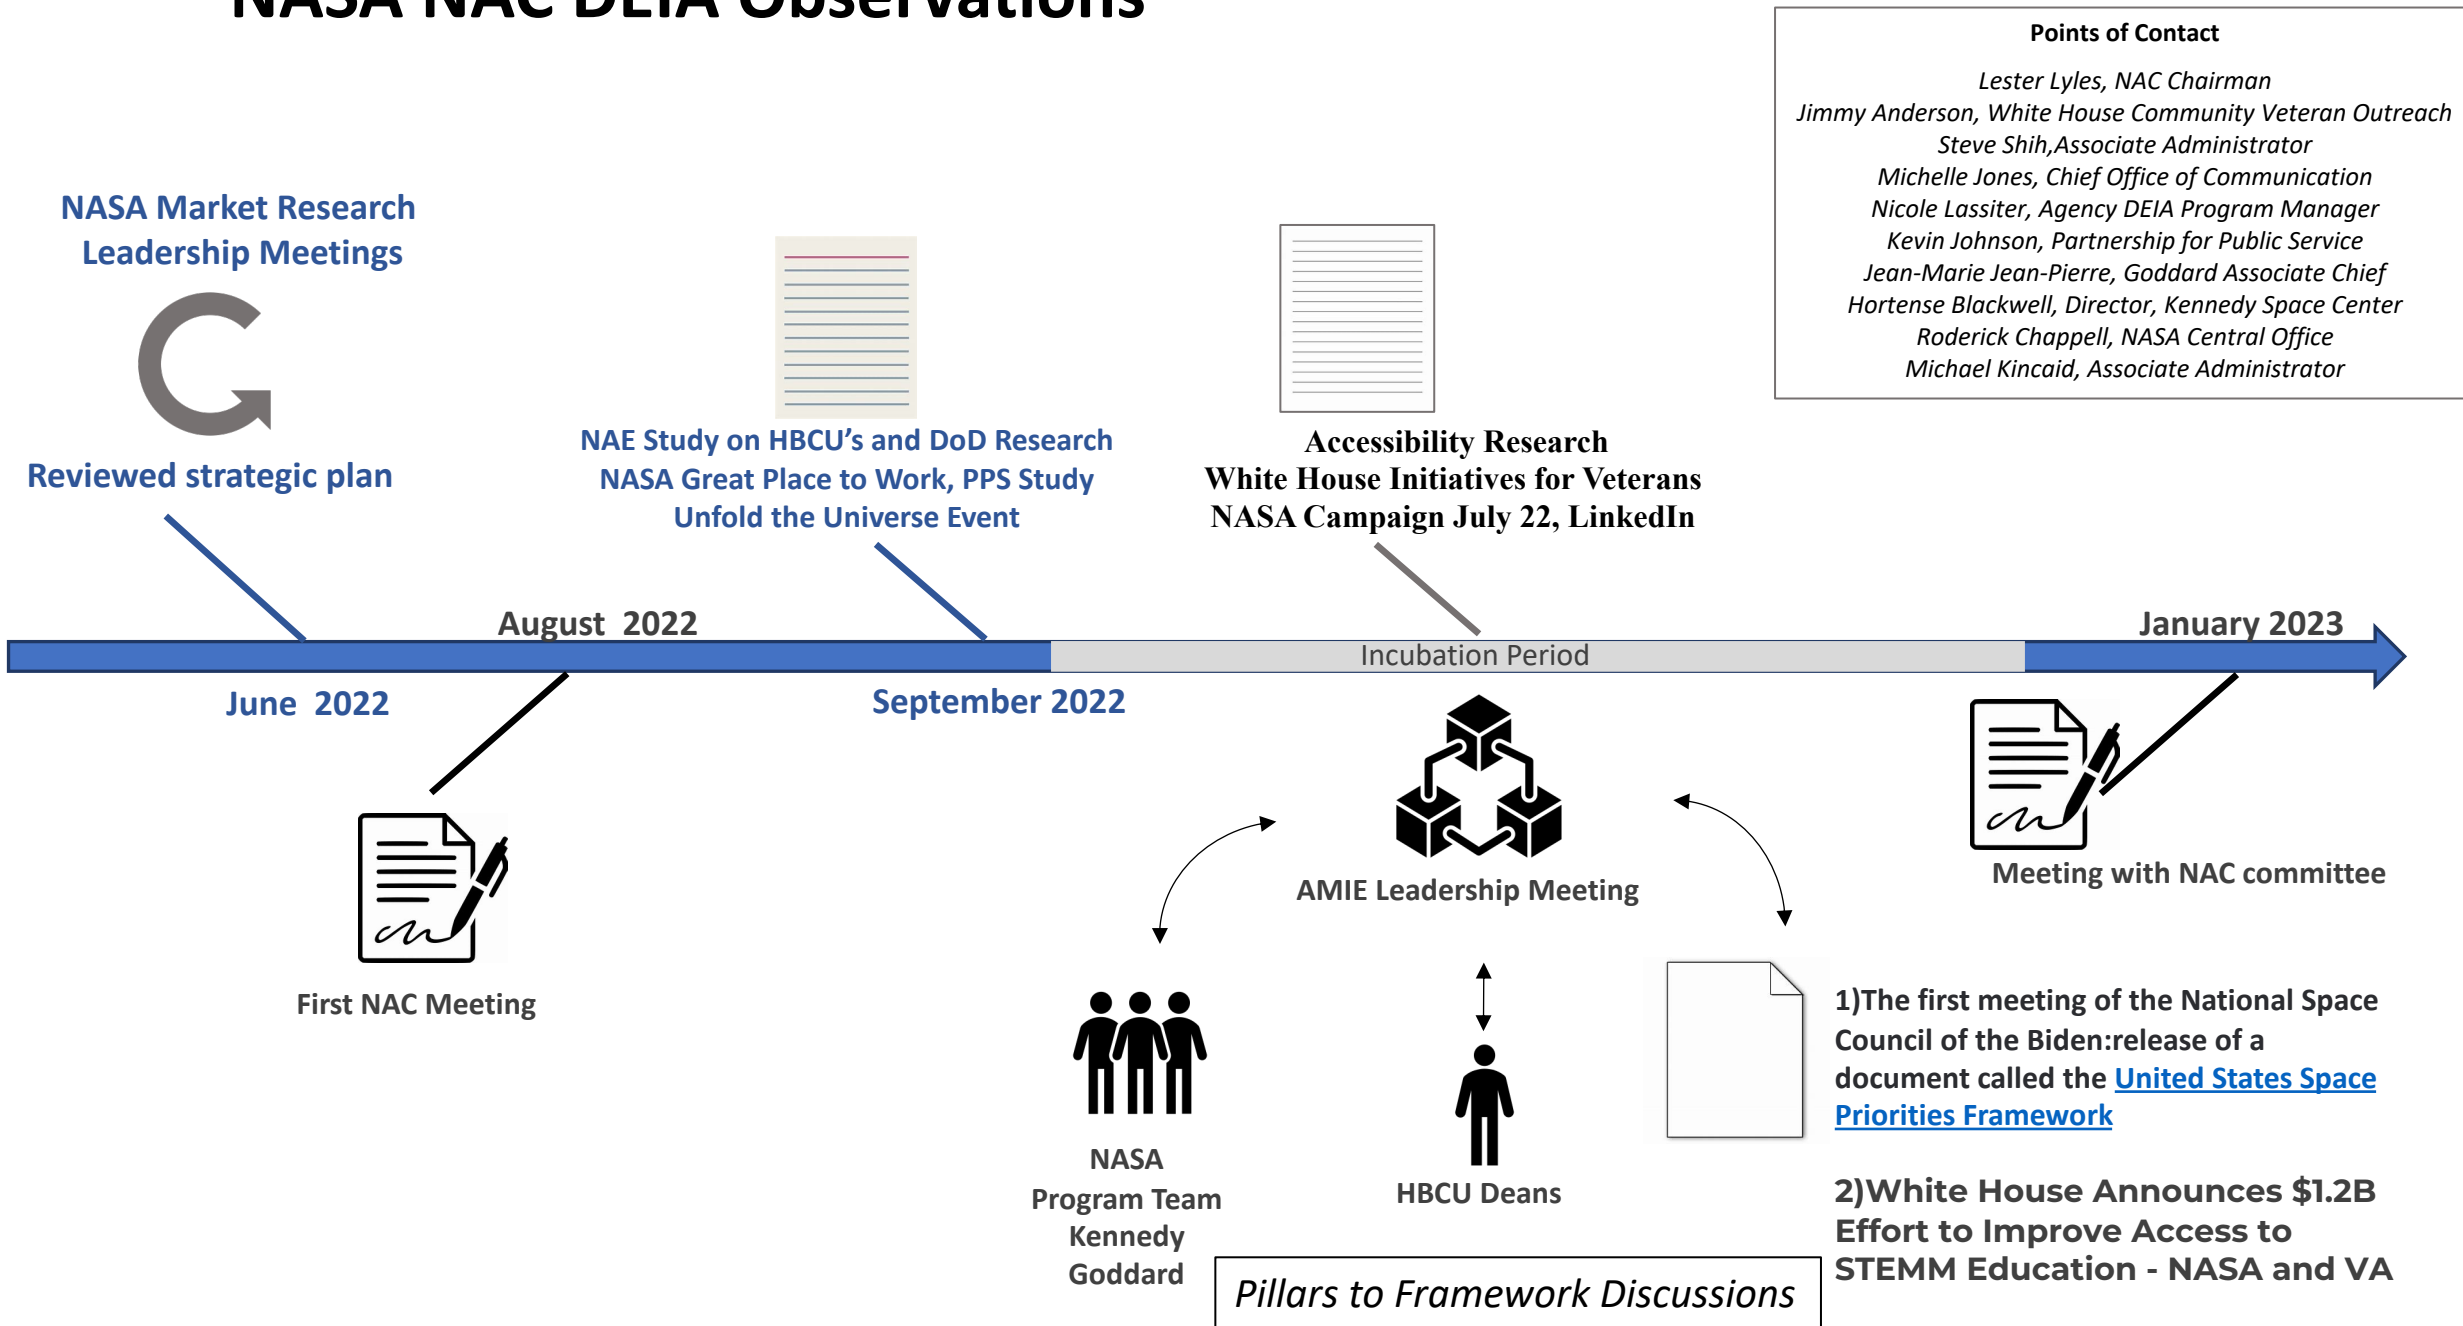 NASA NAC DEIA Observations
Points of Contact
Lester Lyles, NAC Chairman
Jimmy Anderson, White House Community Veteran Outreach
Steve Shih,Associate Administrator
Michelle Jones, Chief Office of Communication
Nicole Lassiter, Agency DEIA Program Manager
Kevin Johnson, Partnership for Public Service
Jean-Marie Jean-Pierre, Goddard Associate Chief
Hortense Blackwell, Director, Kennedy Space Center
Roderick Chappell, NASA Central Office
Michael Kincaid, Associate Administrator
NASA Market Research
Leadership Meetings
Reviewed strategic plan
NAE Study on HBCU's and DoD Research
NASA Great Place to Work, PPS Study
Unfold the Universe Event
Accessibility Research
White House Initiatives for Veterans
NASA Campaign July 22, LinkedIn
August 2022
January 2023
Incubation Period
June 2022
September 2022
First NAC Meeting
AMIE Leadership Meeting
Meeting with NAC committee
NASA
Program Team
Kennedy
Goddard
HBCU Deans
1)The first meeting of the National Space
Council of the Biden:release of a
document called the United States Space
Priorities Framework
2)White House Announces $1.2B
Effort to Improve Access to
STEMM Education - NASA and VA
Pillars to Framework Discussions